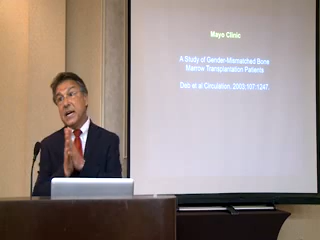 Mayo Clinic
A Study of Gender-Mismatched Bone
Marrow Transplantation Patients
Deb et al Circulation, 2003;107:1247.